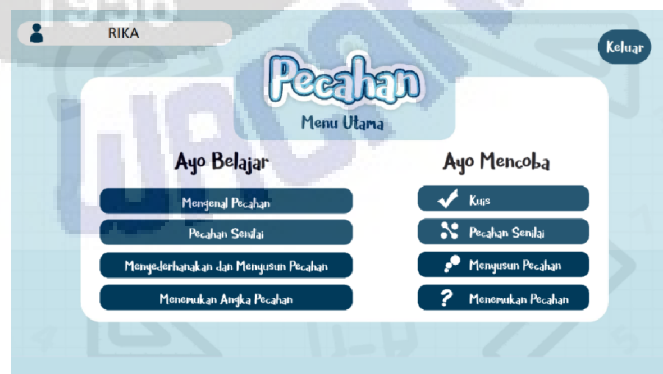 RIKA
Keluar
Pecahan
Menu Utama
Ayo Belajar
Mengenal Pecahan
Pecahan Senilai
Menyederhanakan dan Menyusun Pecahan
Menemukan Angka Pecahan
Ayo Mencoba
Kuis
Pecahan Senilai
Menyusun Pecahan
? Menemukan Pecahan